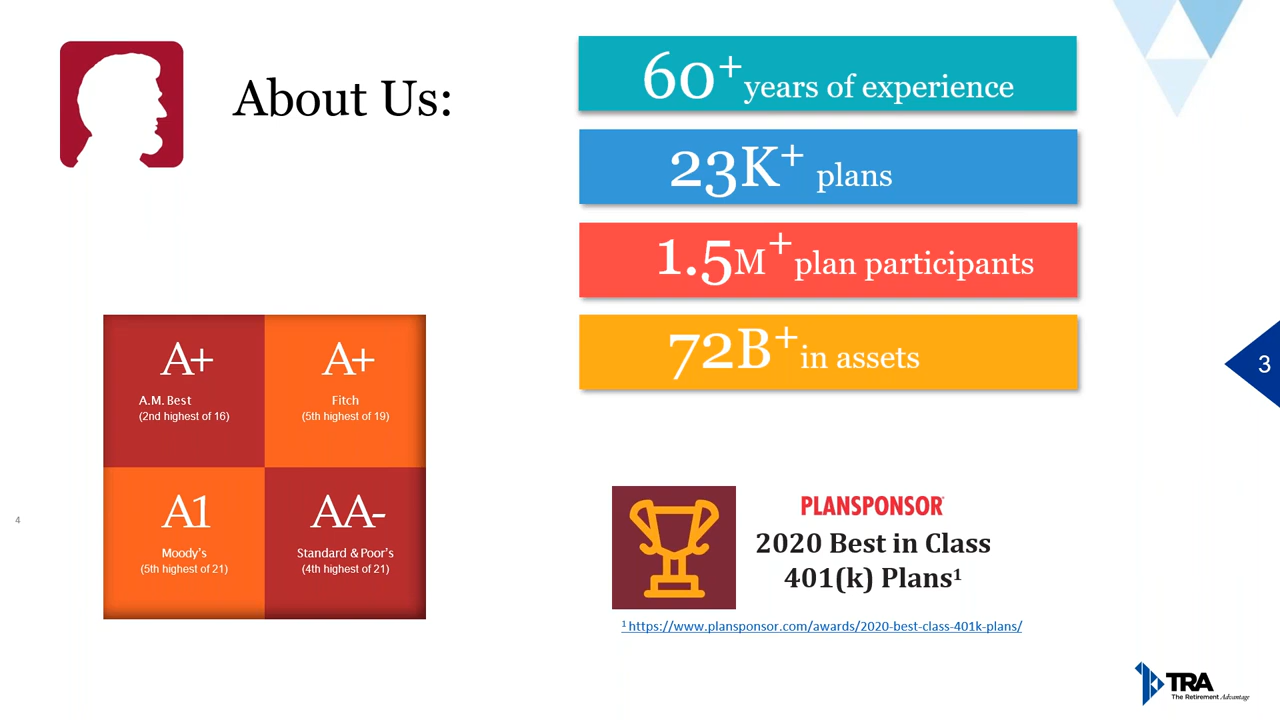 About Us:
60+ years of experience
23K+ plans
1.5M+ plan participants
72B+ in assets
A+
A.M. Best
(2nd highest of 16)
A+
Fitch
(5th highest of 19)
A1
Moody's
(5th highest of 21)
AA-
Standard & Poor's
(4th highest of 21)
3
4
PLANSPONSOR
2020 Best in Class
401(k) Plans¹
¹ https://www.plansponsor.com/awards/2020-best-class-401k-plans/
TRA
The Retirement Advantage